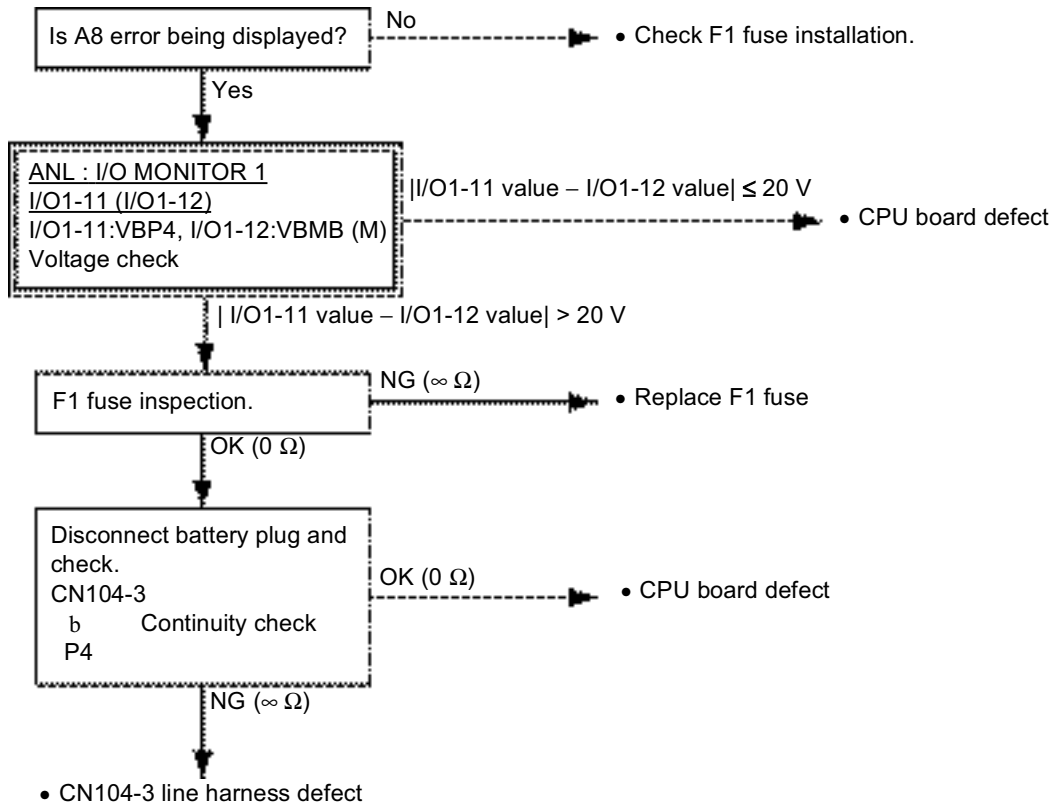 Is A8 error being displayed?
No
• Check F1 fuse installation.
Yes
ANL : I/O MONITOR 1
I/O1-11 (I/O1-12)
I/O1-11:VBP4, I/O1-12:VBMB (M)
Voltage check
|I/O1-11 value – I/O1-12 value| ≤ 20 V
• CPU board defect
| I/O1-11 value – I/O1-12 value| > 20 V
F1 fuse inspection.
NG (∞ Ω)
• Replace F1 fuse
OK (0 Ω)
Disconnect battery plug and
check.
CN104-3
b Continuity check
P4
OK (0 Ω)
• CPU board defect
NG (∞ Ω)
• CN104-3 line harness defect